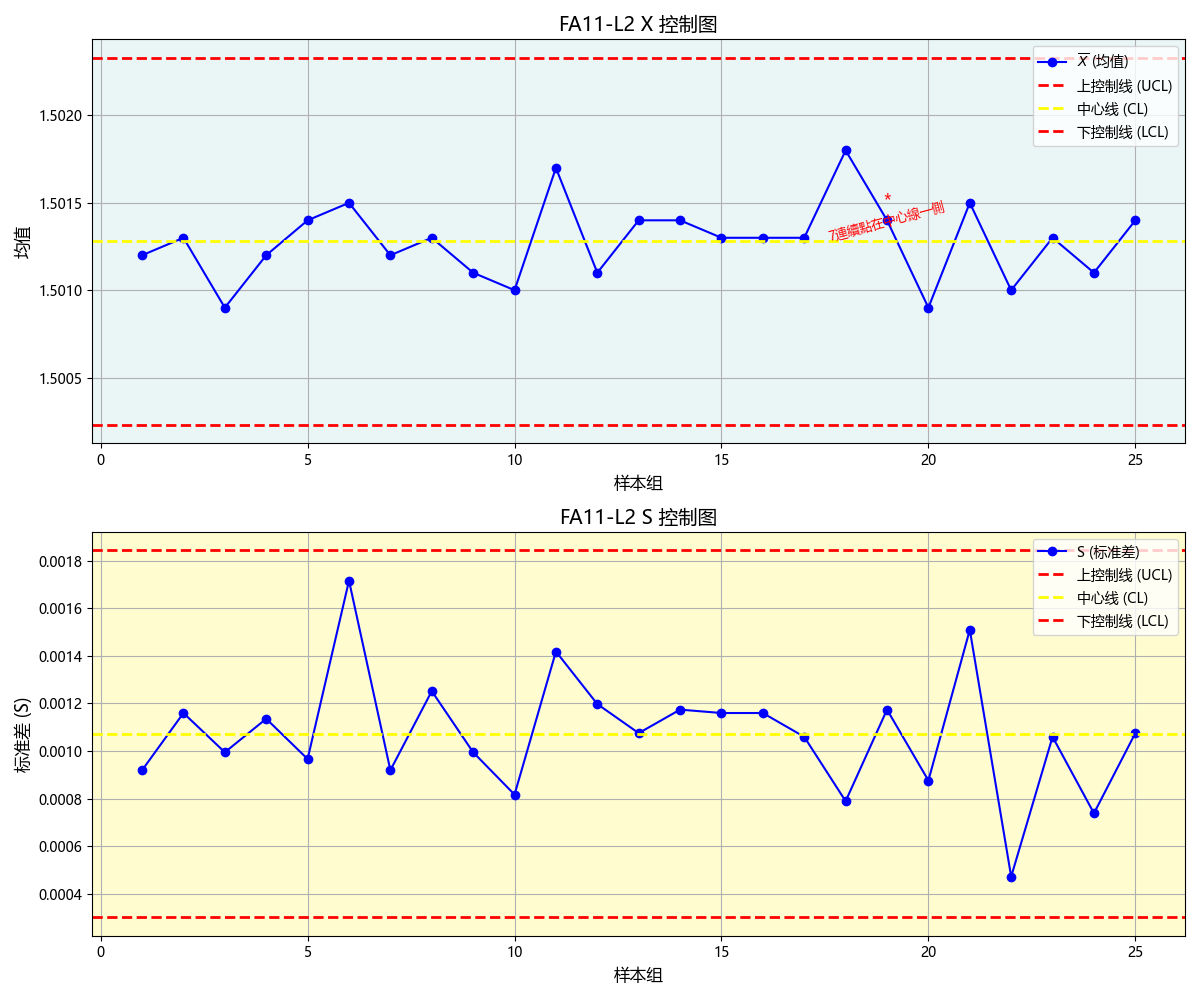 FA11-L2 X 控制图
X (均值)
上控制线 (UCL)
中心线 (CL)
下控制线 (LCL)
均值
1.5020
1.5015
1.5010
1.5005
*
7連續點在中心線一側
0 5 10 15 20 25
样本组
FA11-L2 S 控制图
S (标准差)
上控制线 (UCL)
中心线 (CL)
下控制线 (LCL)
标准差 (S)
0.0018
0.0016
0.0014
0.0012
0.0010
0.0008
0.0006
0.0004
0 5 10 15 20 25
样本组